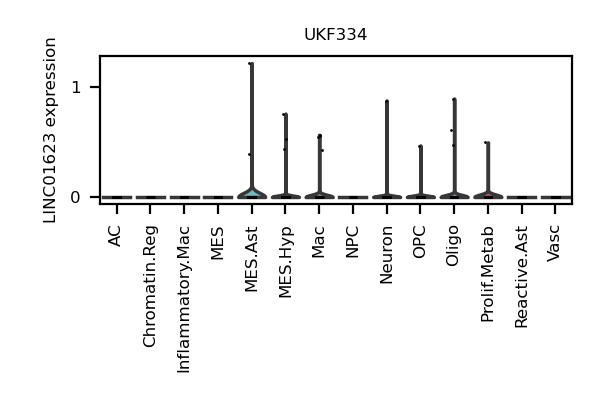 UKF334
LINC01623 expression
1
0
AC
Chromatin.Reg
Inflammatory.Mac
MES
MES.Ast
MES.Hyp
Mac
NPC
Neuron
OPC
Oligo
Prolif.Metab
Reactive.Ast
Vasc